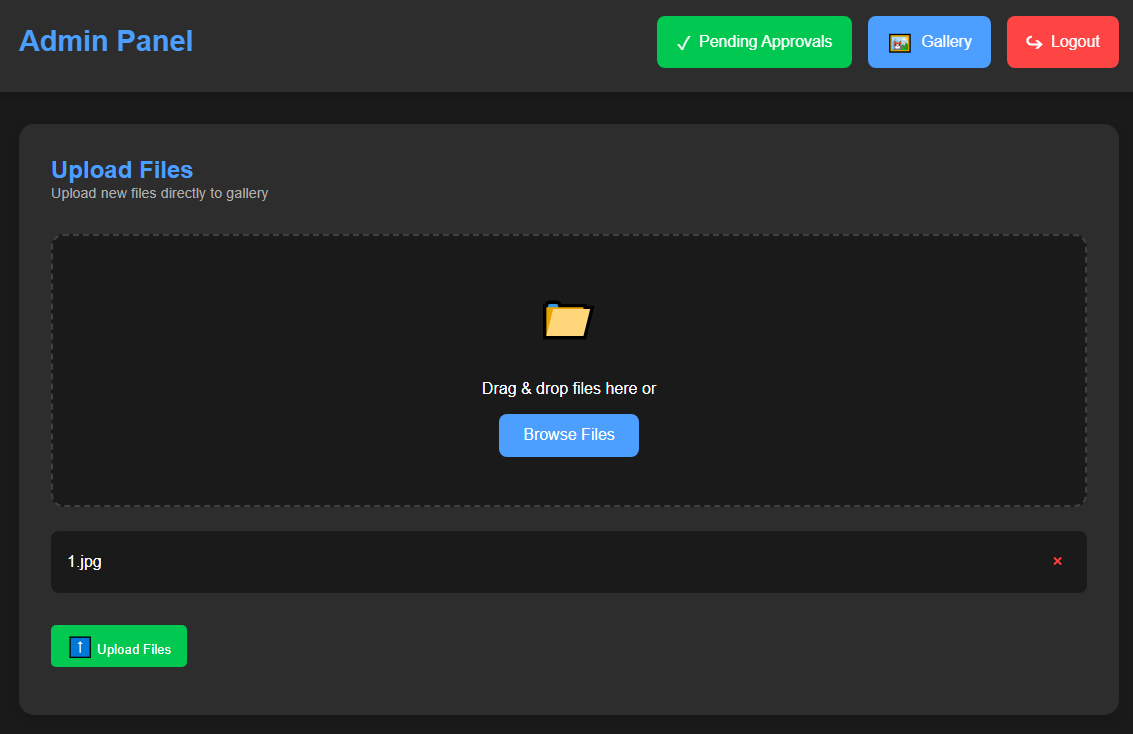 Admin Panel
Pending Approvals
Gallery
Logout
Upload Files
Upload new files directly to gallery
Drag & drop files here or
Browse Files
1.jpg
Upload Files